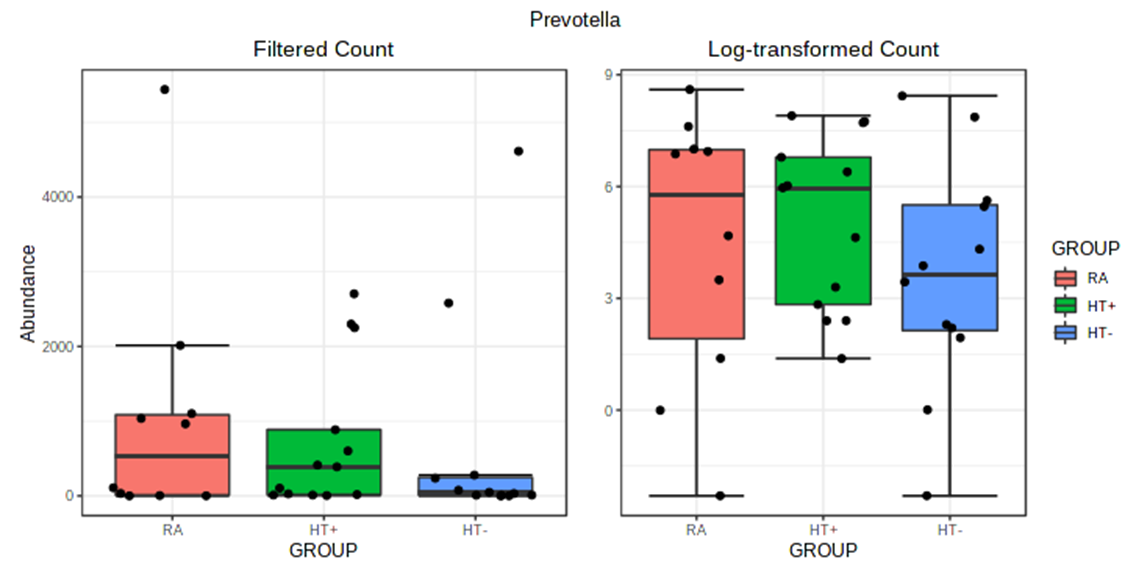 Prevotella
Filtered Count
Log-transformed Count
Abundance
4000
2000
0
RA
HT+
HT-
GROUP
9
6
3
0
RA
HT+
HT-
GROUP
GROUP
RA
HT+
HT-